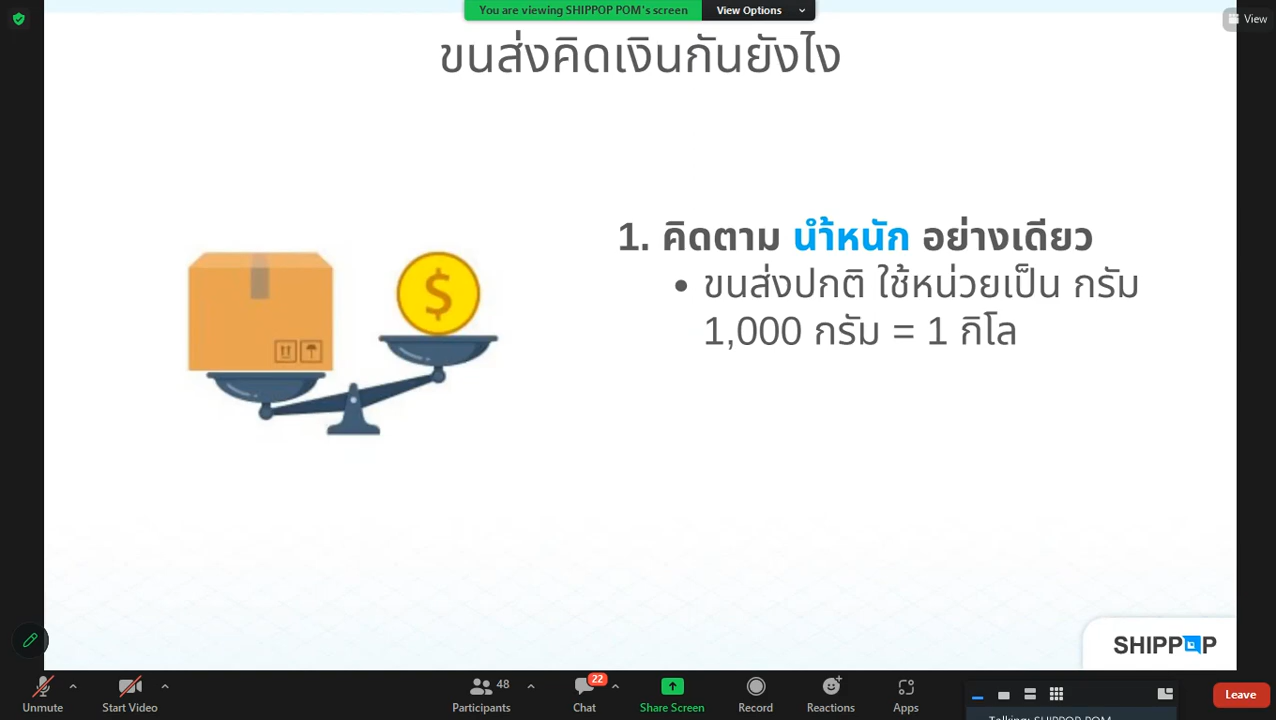 You are viewing SHIPPOP POM's screen
View Options
View
ขนส่งคิดเงินกันยังไง
1. คิดตาม น้ำหนัก อย่างเดียว
ขนส่งปกติ ใช้หน่วยเป็น กรัม
1,000 กรัม = 1 กิโล
$
SHIPPOP
Unmute
Start Video
48
Participants
22
Chat
Share Screen
Record
Reactions
Apps
Talking: SHIPPOP POM
Leave